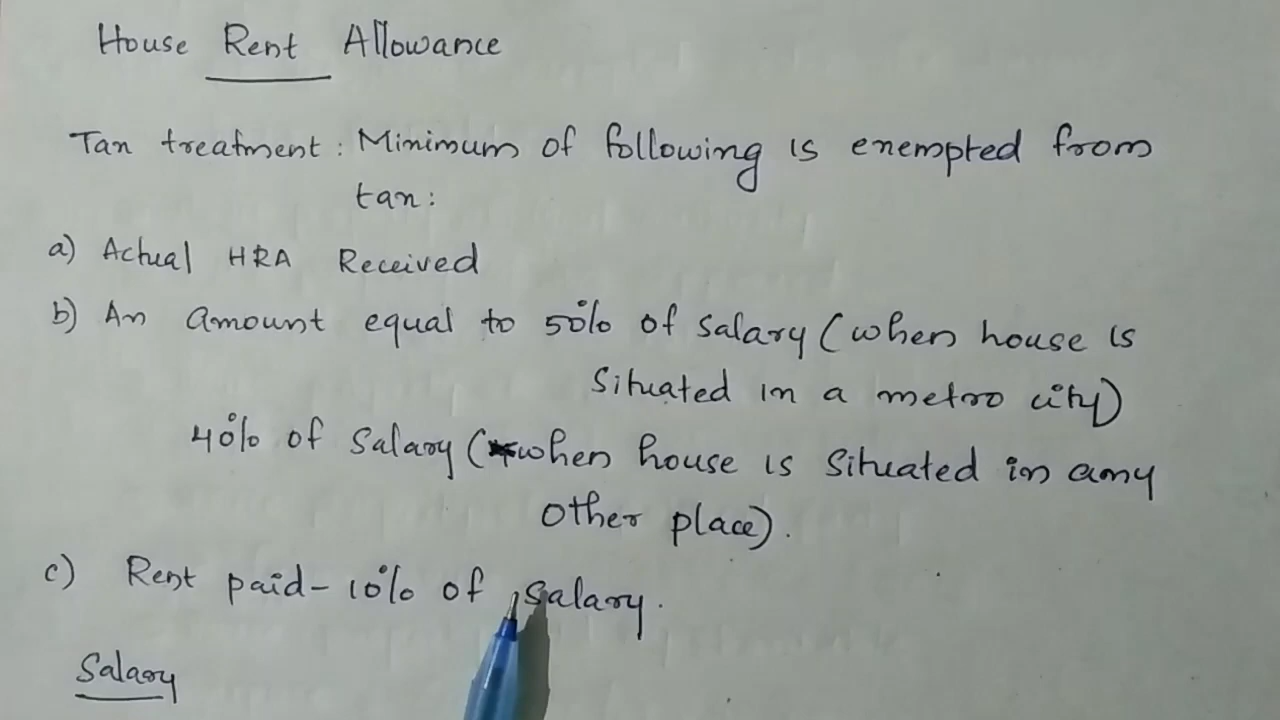 House Rent Allowance
Tax treatment: Minimum of following is exempted from
tax:
a) Actual HRA Received
b) An amount equal to 50% of salary (when house is
situated in a metro city)
40% of salary (when house is situated in any
other place).
c) Rent paid - 10% of salary.
Salary